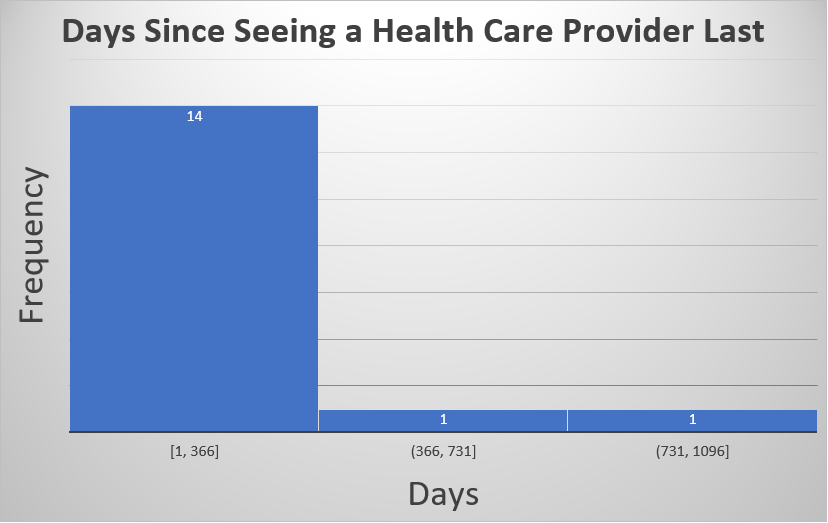 Days Since Seeing a Health Care Provider Last
Frequency
14
1
1
[1, 366]
(366, 731]
(731, 1096]
Days